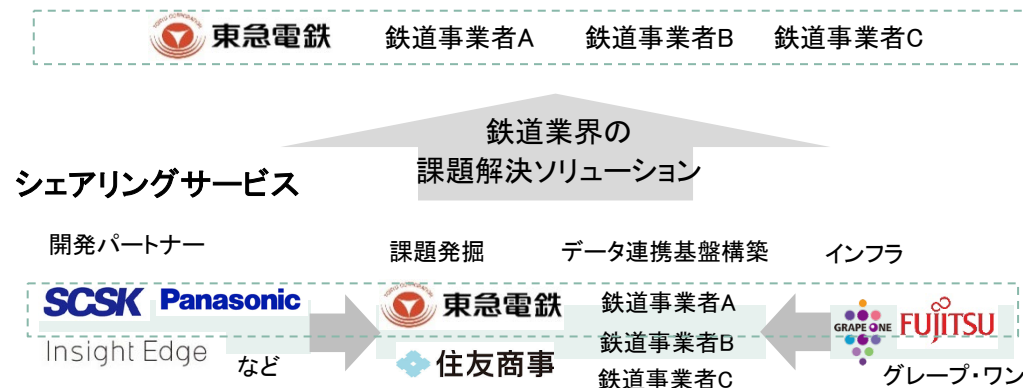 東急電鉄 鉄道事業者A 鉄道事業者B 鉄道事業者C
鉄道業界の
課題解決ソリューション
シェアリングサービス
開発パートナー 課題発掘 データ連携基盤構築 インフラ
SCSK Panasonic 東急電鉄 鉄道事業者A GRAPE ONE FUJITSU
Insight Edge など 住友商事 鉄道事業者B
鉄道事業者C グレープ・ワン